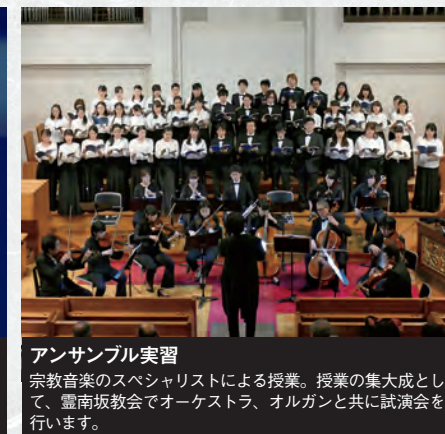 アンサンブル実習
宗教音楽のスペシャリストによる授業。授業の集大成とし
て、霊南坂教会でオーケストラ、オルガンと共に試演会を
行います。